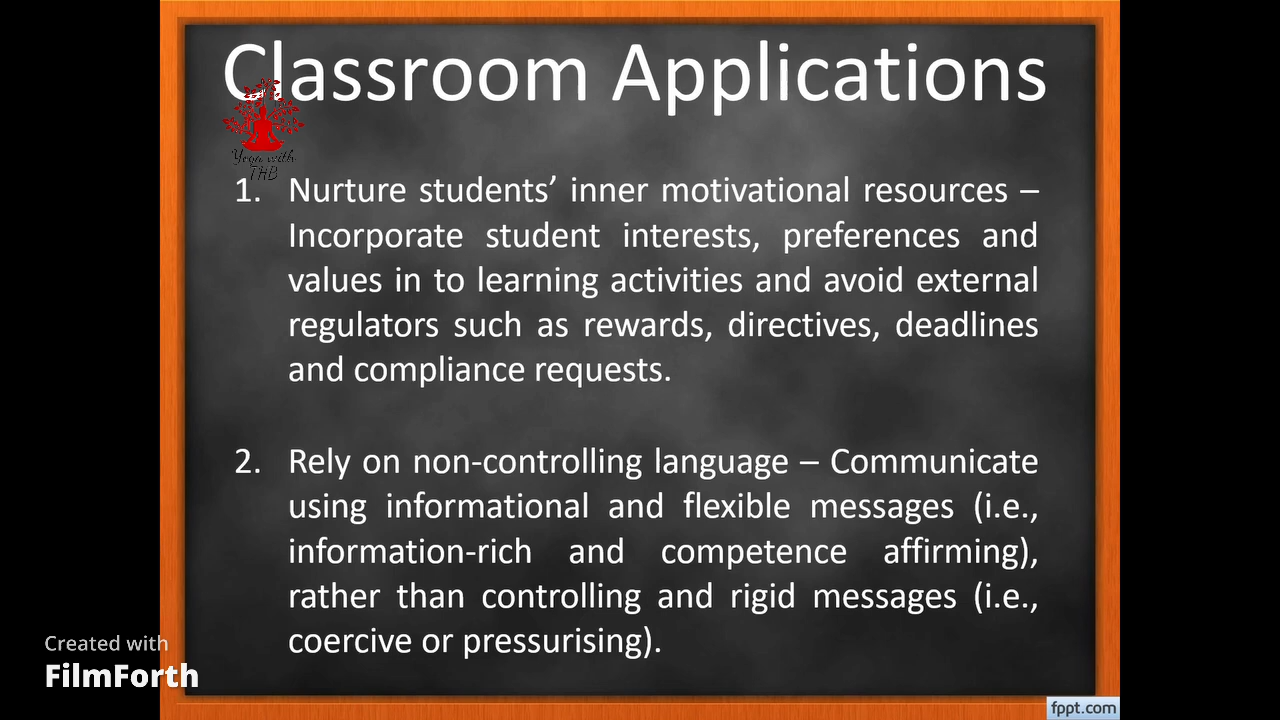 Classroom Applications
Yoga with
THB
1. Nurture students’ inner motivational resources –
Incorporate student interests, preferences and
values in to learning activities and avoid external
regulators such as rewards, directives, deadlines
and compliance requests.
2. Rely on non-controlling language – Communicate
using informational and flexible messages (i.e.,
information-rich and competence affirming),
rather than controlling and rigid messages (i.e.,
coercive or pressurising).
Created with
FilmForth
fppt.com